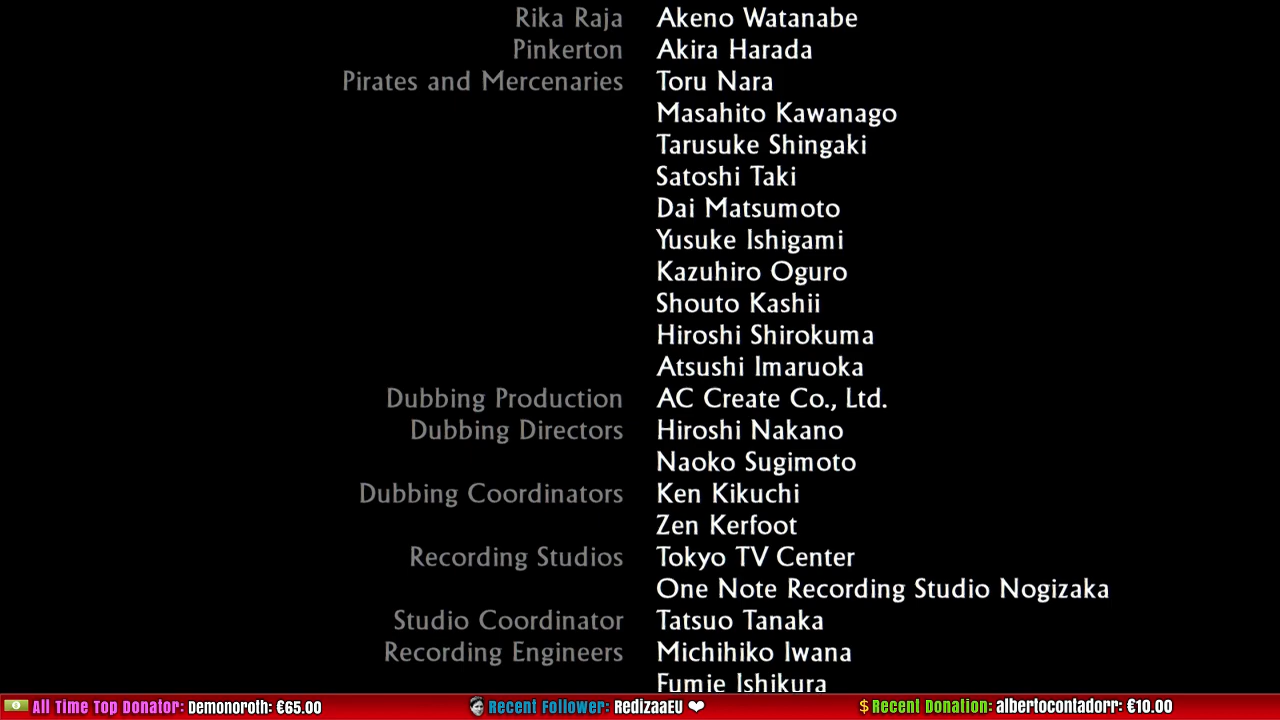 Rika Raja Akeno Watanabe
Pinkerton Akira Harada
Pirates and Mercenaries Toru Nara
Masahito Kawanago
Tarusuke Shingaki
Satoshi Taki
Dai Matsumoto
Yusuke Ishigami
Kazuhiro Oguro
Shouto Kashii
Hiroshi Shirokuma
Atsushi Imaruoka
Dubbing Production AC Create Co., Ltd.
Dubbing Directors Hiroshi Nakano
Naoko Sugimoto
Dubbing Coordinators Ken Kikuchi
Zen Kerfoot
Recording Studios Tokyo TV Center
One Note Recording Studio Nogizaka
Studio Coordinator Tatsuo Tanaka
Recording Engineers Michihiko Iwana
Fumie Ishikura
All Time Top Donator: Demonoroth: €65.00 Recent Follower: RedizaaEU ❤ $ Recent Donation: albertocontadorr: €10.00